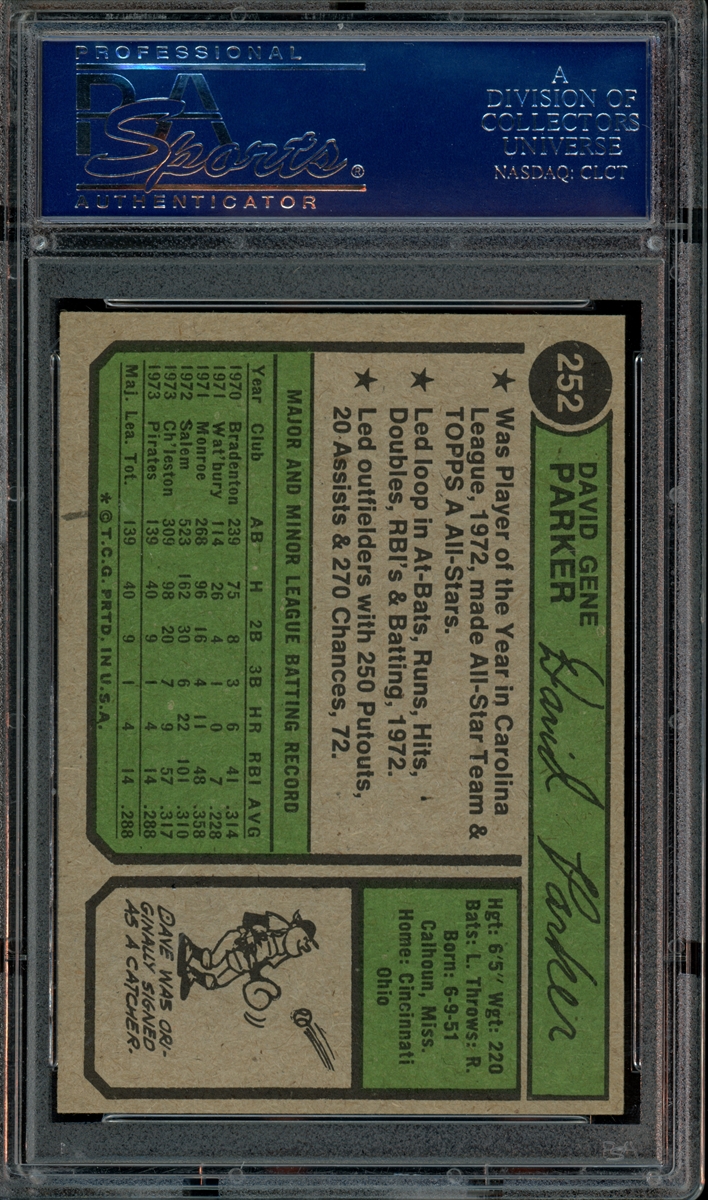 PROFESSIONAL
PSA
Sports®
AUTHENTICATOR
A
DIVISION OF
COLLECTORS
UNIVERSE
NASDAQ: CLCT
252
DAVID GENE
PARKER
David Parker
★ Was Player of the Year in Carolina
League, 1972, made All-Star Team &
TOPPS A All-Stars.
★ Led loop in At-Bats, Runs, Hits,
Doubles, RBI's & Batting, 1972.
★ Led outfielders with 250 Putouts,
20 Assists & 270 Chances, 72.
MAJOR AND MINOR LEAGUE BATTING RECORD
Year Club AB H 2B 3B HR RBI AVG
1970 Bradenton 239 75 8 3 6 41 .314
1971 Wat'bury 114 26 4 1 0 7 .228
1971 Monroe 268 96 16 4 11 48 .358
1972 Salem 523 162 30 6 22 101 .310
1973 Ch'leston 309 98 20 7 9 57 .317
1973 Pirates 139 40 9 1 4 14 .288
Maj. Lea. Tot. 139 40 9 1 4 14 .288
* © T.C.G. PRTD. IN U.S.A.
Hgt: 6'5" Wgt: 220
Bats: L. Throws: R.
Born: 6-9-51
Calhoun, Miss.
Home: Cincinnati
Ohio
DAVE WAS ORI-
GINALLY SIGNED
AS A CATCHER.